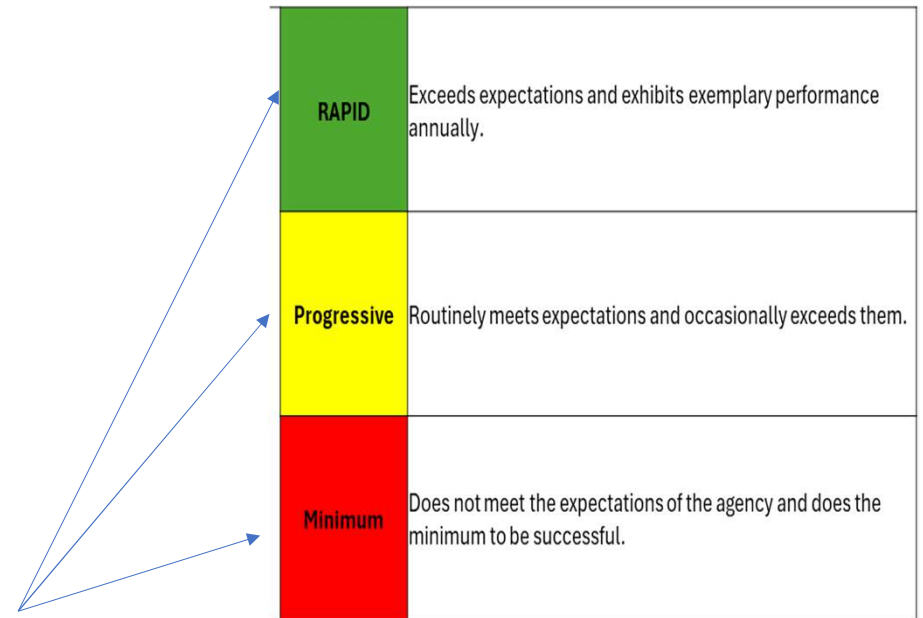 RAPID
Exceeds expectations and exhibits exemplary performance
annually.
Progressive
Routinely meets expectations and occasionally exceeds them.
Minimum
Does not meet the expectations of the agency and does the
minimum to be successful.